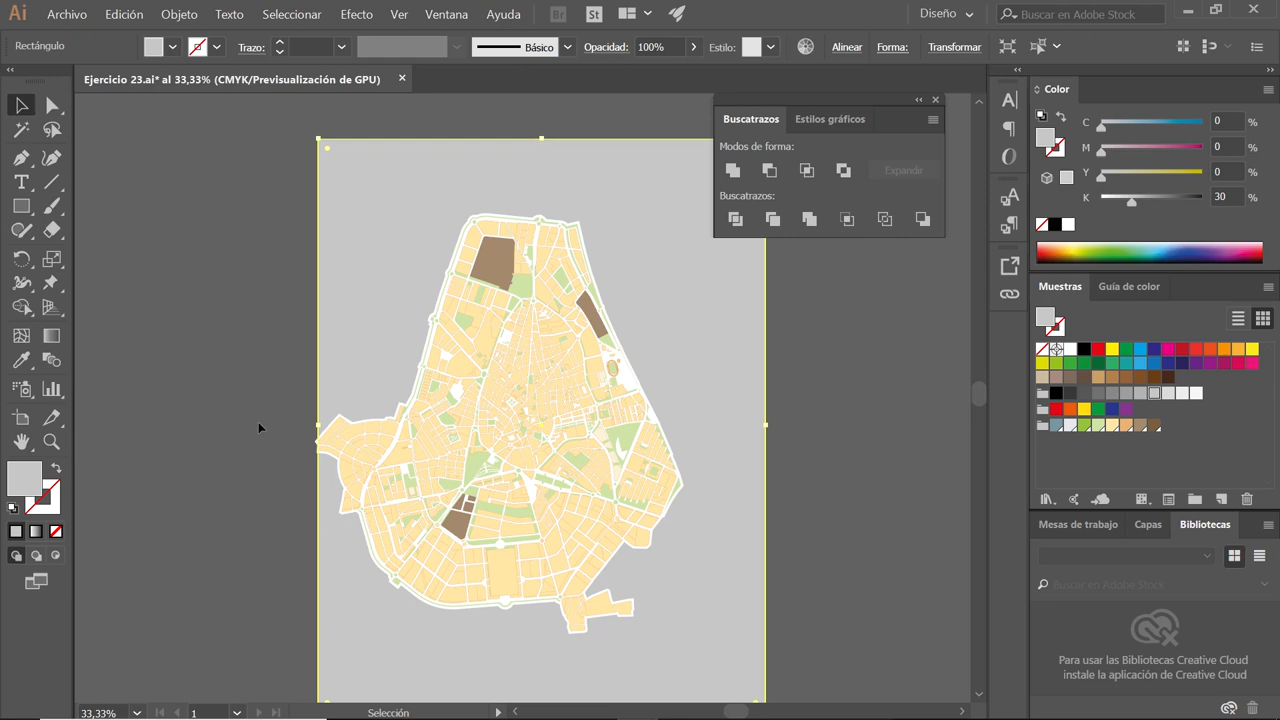 Ai Archivo Edición Objeto Texto Seleccionar Efecto Ver Ventana Ayuda Br St Diseño Buscar en Adobe Stock
Rectángulo Trazo: Básico Opacidad: 100% Estilo: Alinear Forma: Transformar
Ejercicio 23.ai* al 33,33% (CMYK/Previsualización de GPU)
Buscatrazos Estilos gráficos
Modos de forma:
Expandir
Buscatrazos:
Color
C 0 %
M 0 %
Y 0 %
K 30 %
Muestras Guía de color
Mesas de trabajo Capas Bibliotecas
Buscar en Adobe Stock
Para usar las Bibliotecas Creative Cloud
instale la aplicación de Creative Cloud
33,33% 1 Selección